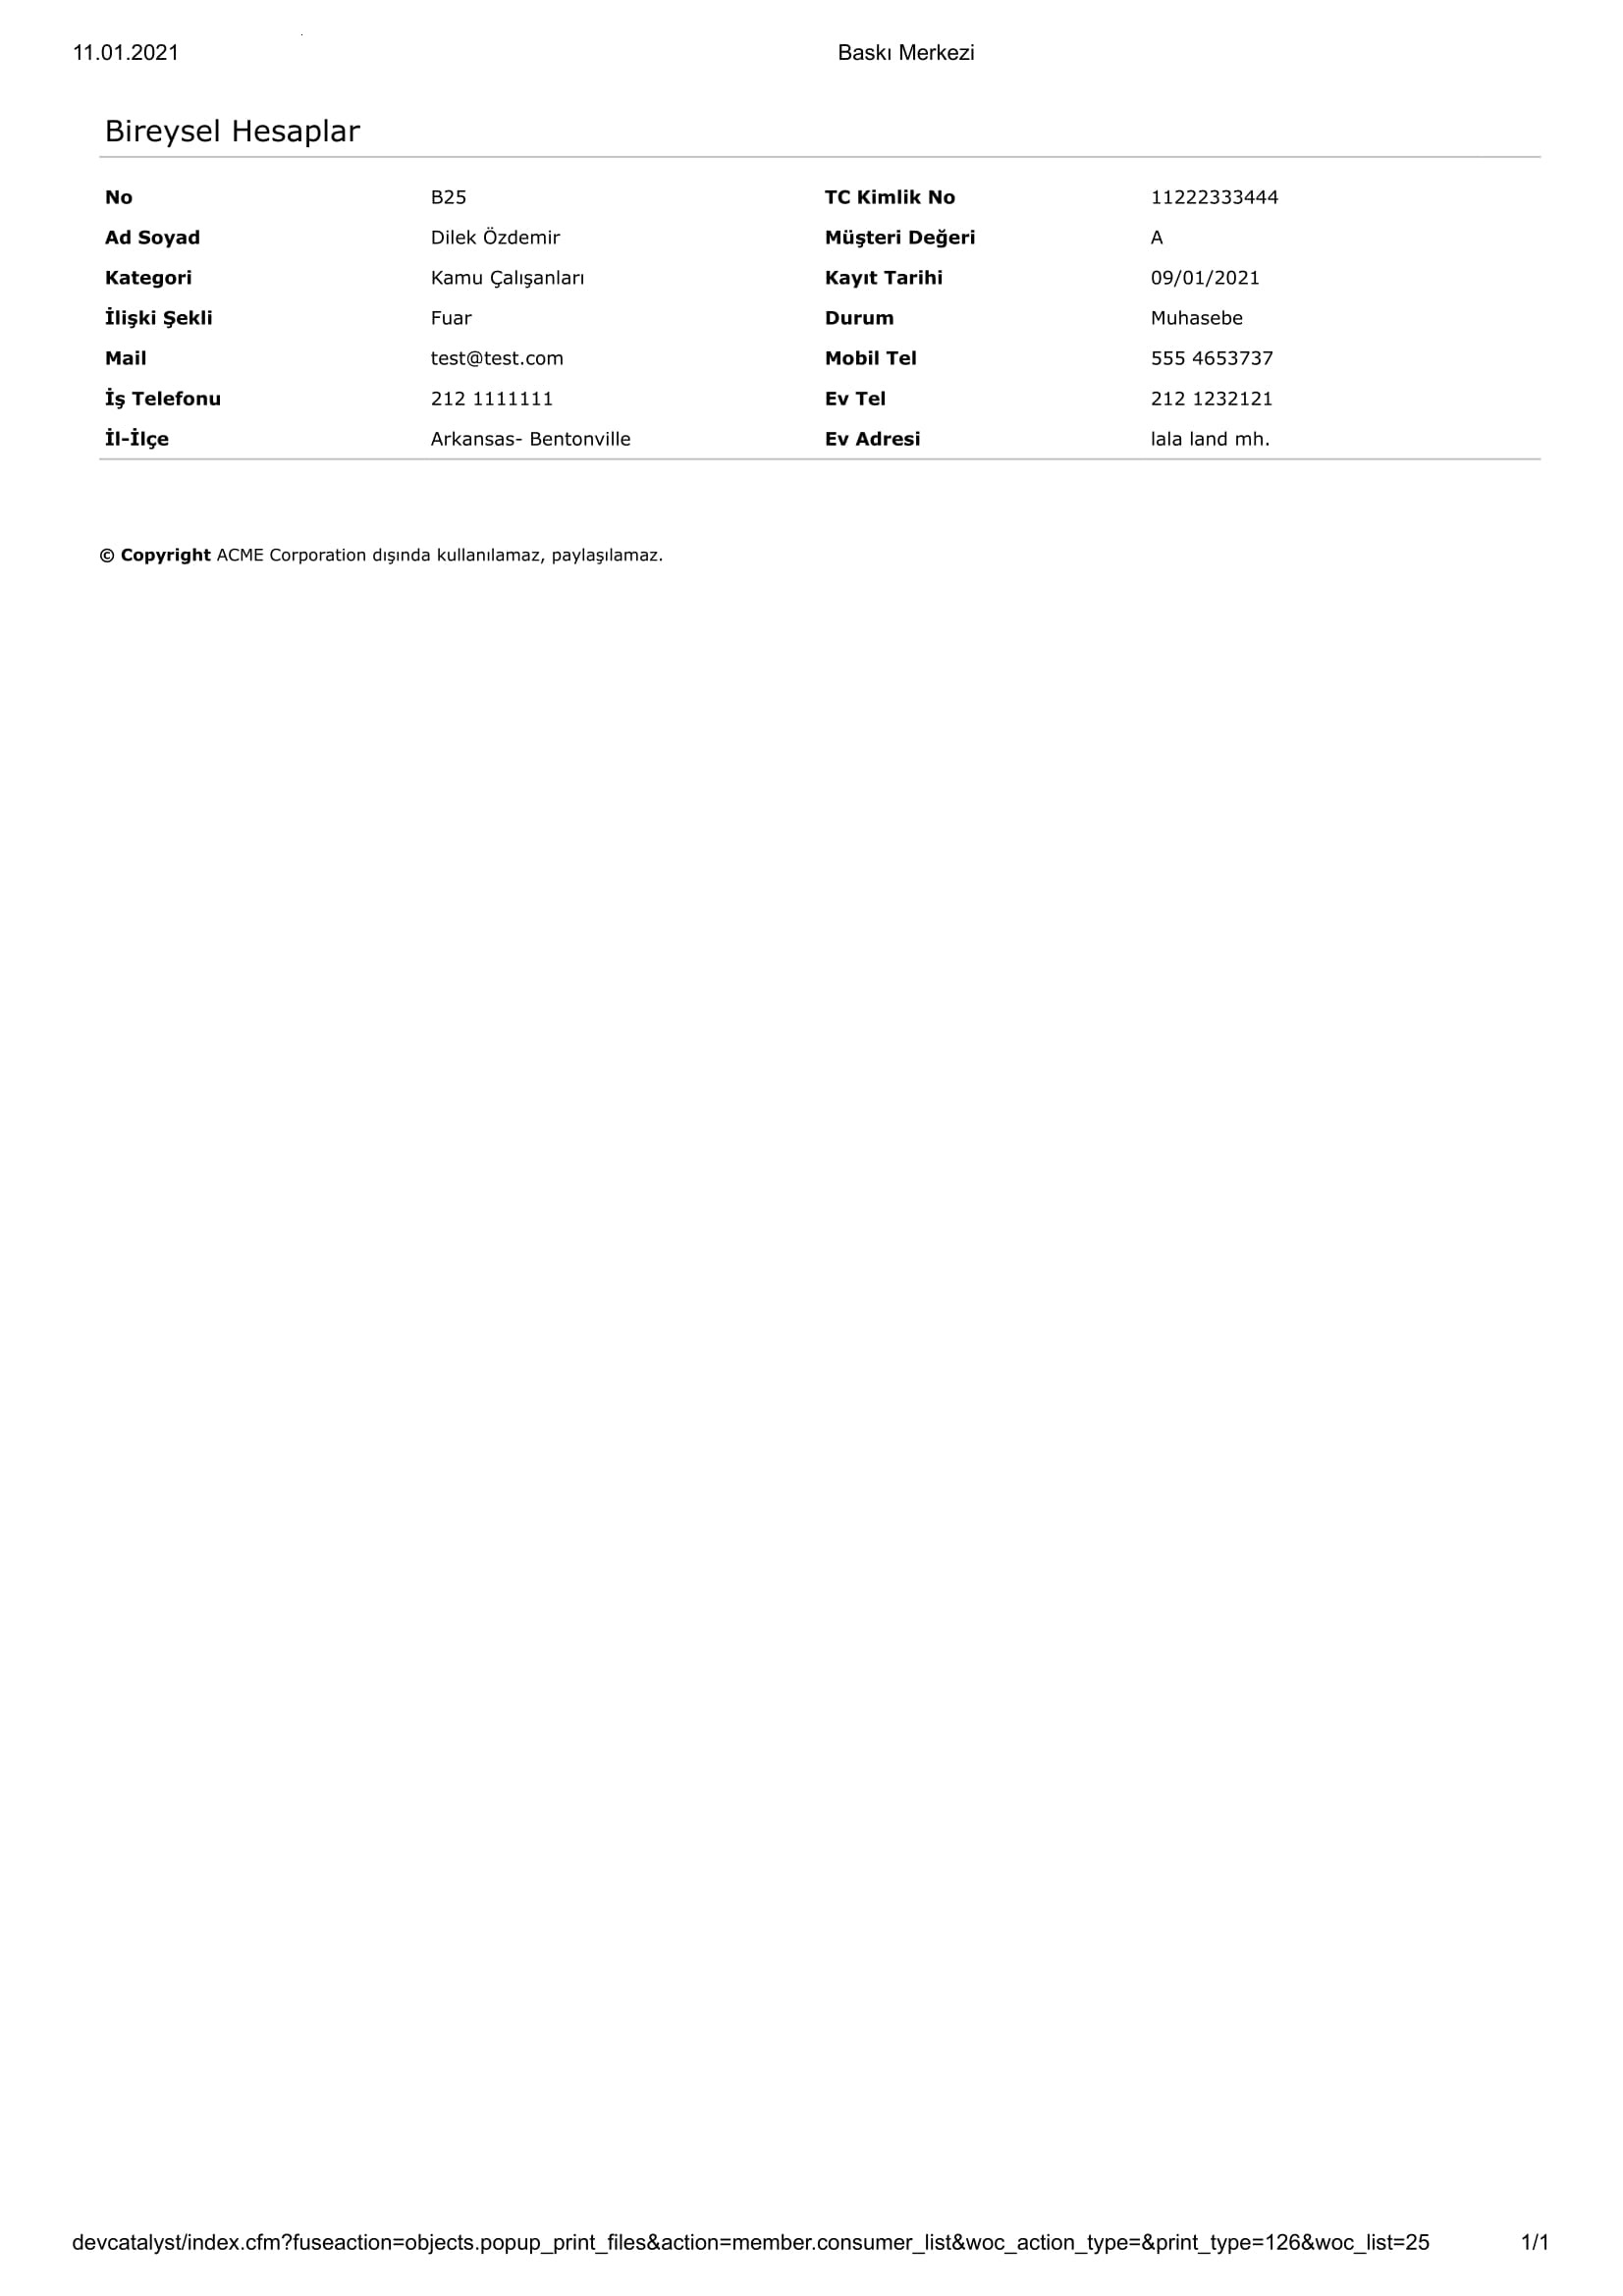 11.01.2021 Baskı Merkezi
Bireysel Hesaplar
No B25 TC Kimlik No 11222333444
Ad Soyad Dilek Özdemir Müşteri Değeri A
Kategori Kamu Çalışanları Kayıt Tarihi 09/01/2021
İlişki Şekli Fuar Durum Muhasebe
Mail test@test.com Mobil Tel 555 4653737
İş Telefonu 212 1111111 Ev Tel 212 1232121
İl-İlçe Arkansas- Bentonville Ev Adresi lala land mh.
© Copyright ACME Corporation dışında kullanılamaz, paylaşılamaz.
devcatalyst/index.cfm?fuseaction=objects.popup_print_files&action=member.consumer_list&woc_action_type=&print_type=126&woc_list=25 1/1